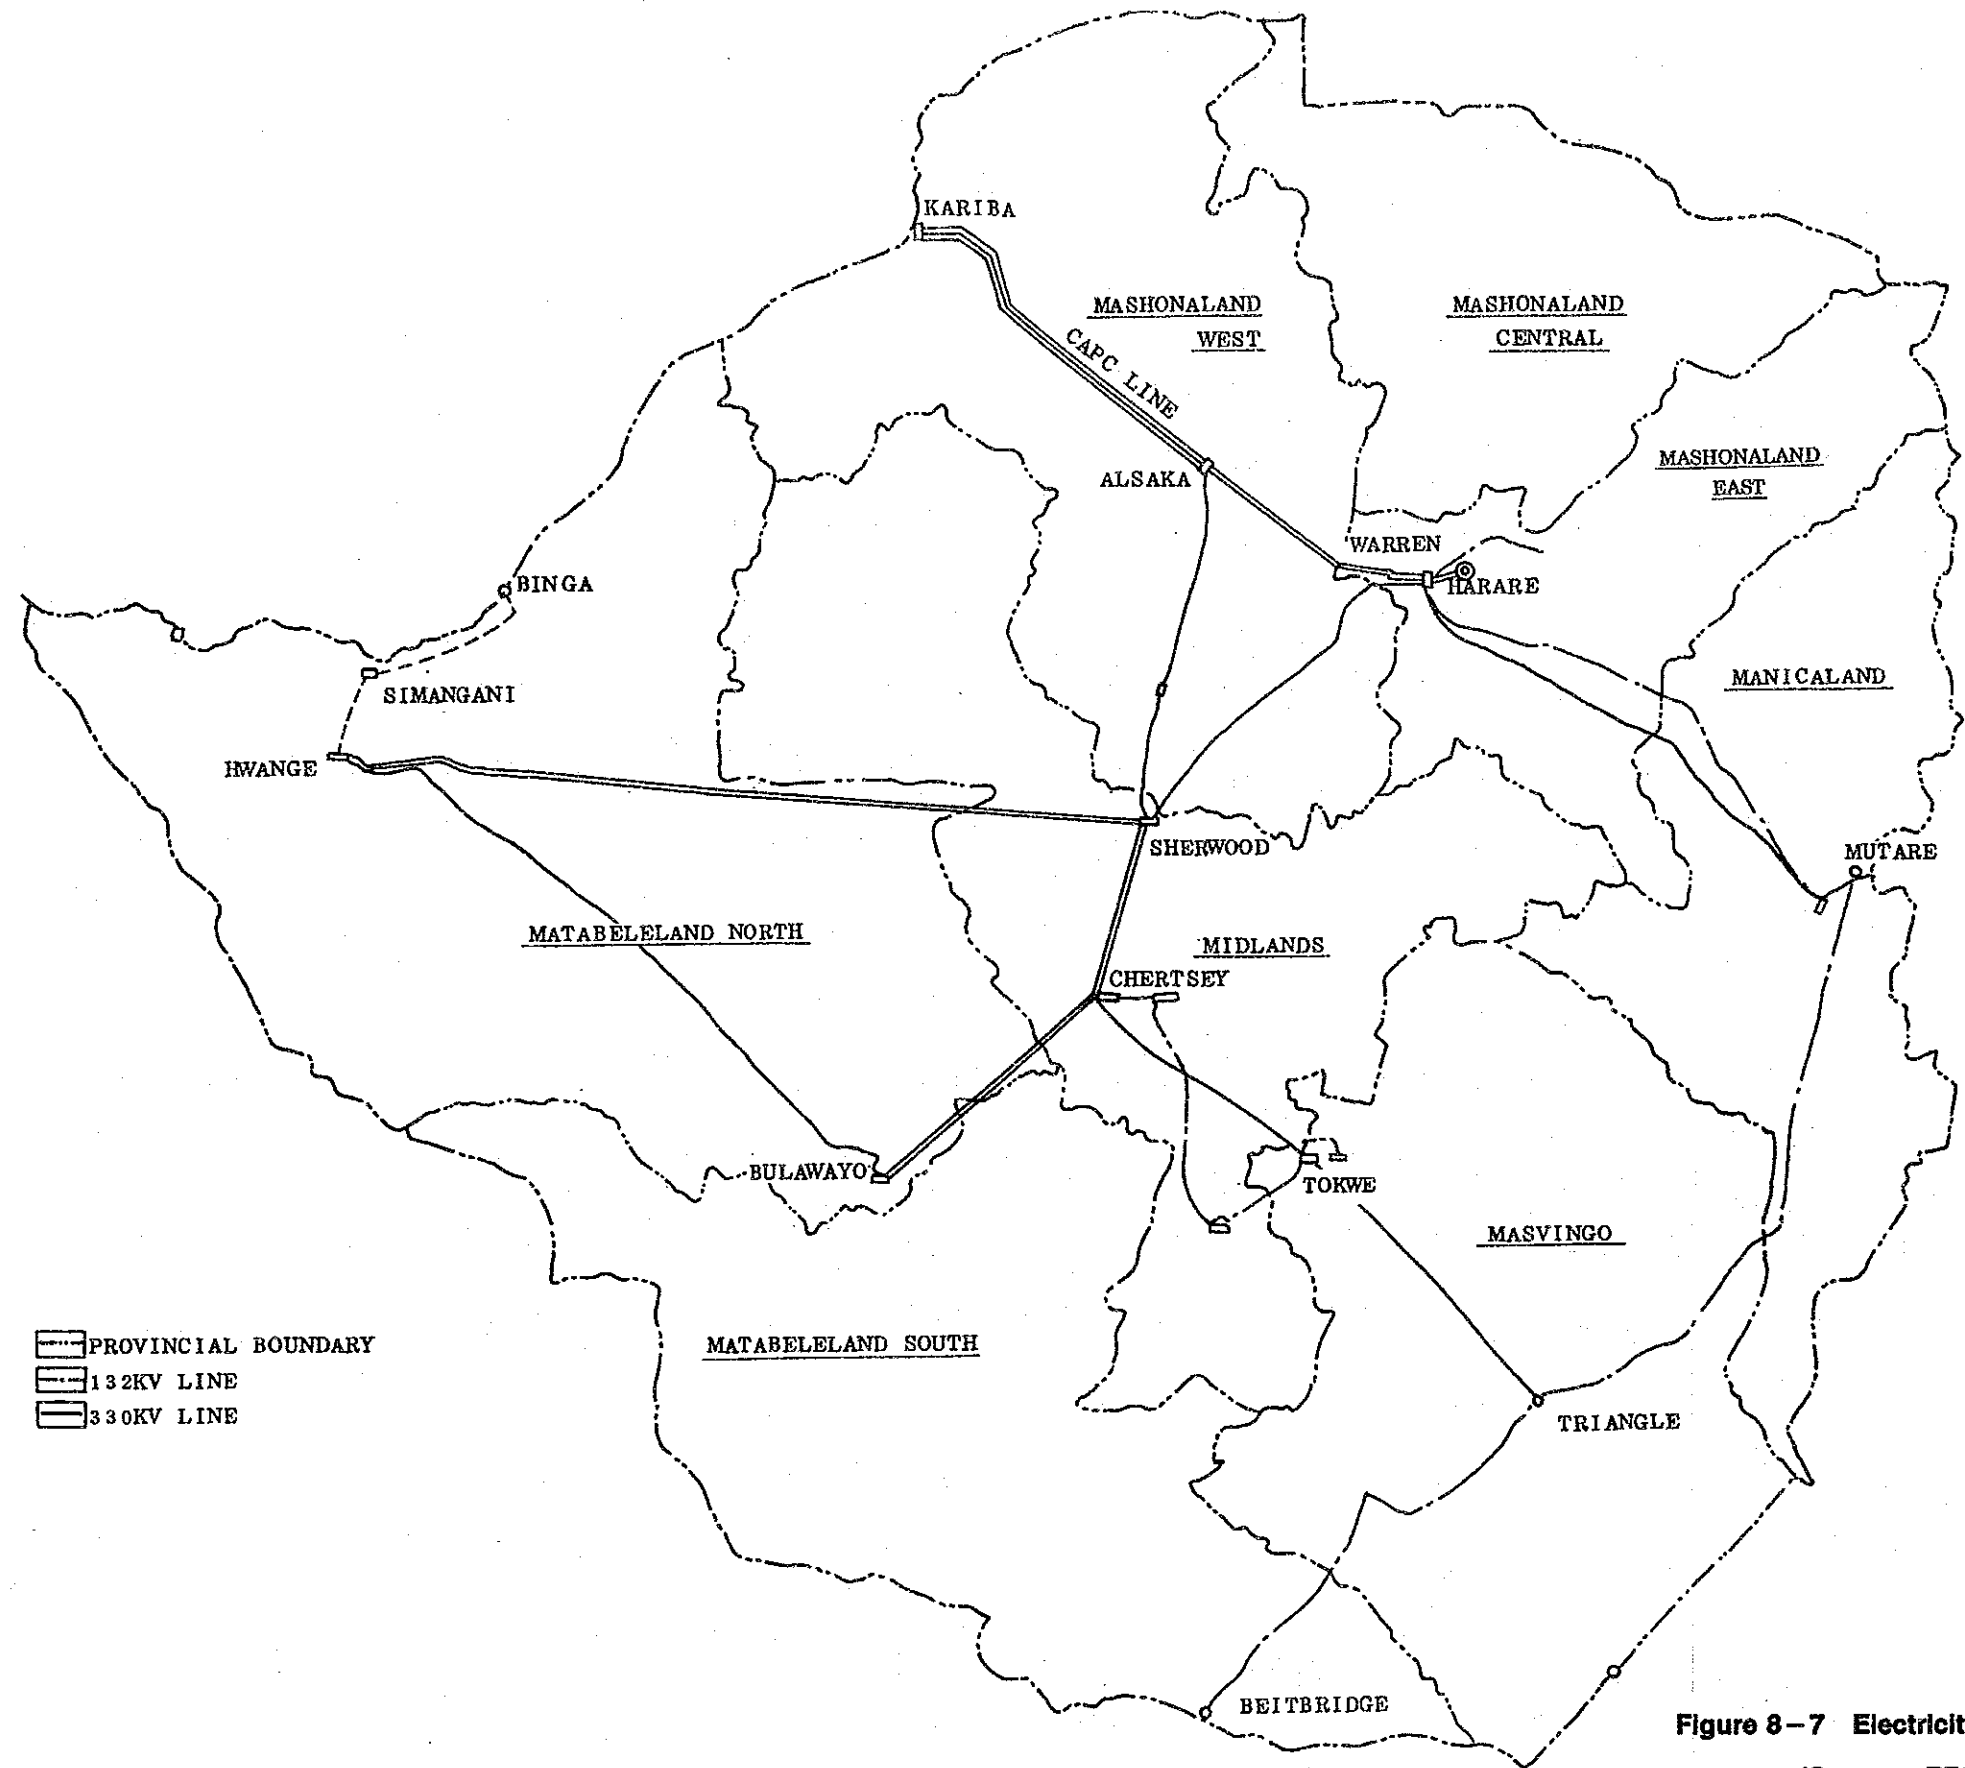 KARIBA
MASHONALAND
WEST
MASHONALAND
CENTRAL
CAPC LINE
MASHONALAND
EAST
ALSAKA
WARREN
HARARE
BINGA
SIMANGANI
MANICALAND
HWANGE
SHERWOOD
MUTARE
MATABELELAND NORTH
MIDLANDS
CHERTSEY
BULAWAYO
TOKWE
MASVINGO
PROVINCIAL BOUNDARY
132KV LINE
330KV LINE
MATABELELAND SOUTH
TRIANGLE
BEITBRIDGE
Figure 8-7 Electricit